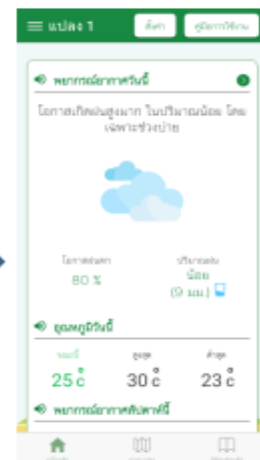 แปลง 1
ตั้งค่า
คู่มือการใช้งาน
พยากรณ์อากาศวันนี้
โอกาสเกิดฝนสูงมาก ในปริมาณน้อย โดย
เฉพาะช่วงบ่าย
โอกาสฝนตก
ปริมาณฝน
80 %
น้อย
(9 มม.)
อุณหภูมิวันนี้
ขณะนี้
สูงสุด
ต่ำสุด
25 c̊
30 c̊
23 c̊
พยากรณ์อากาศสัปดาห์นี้